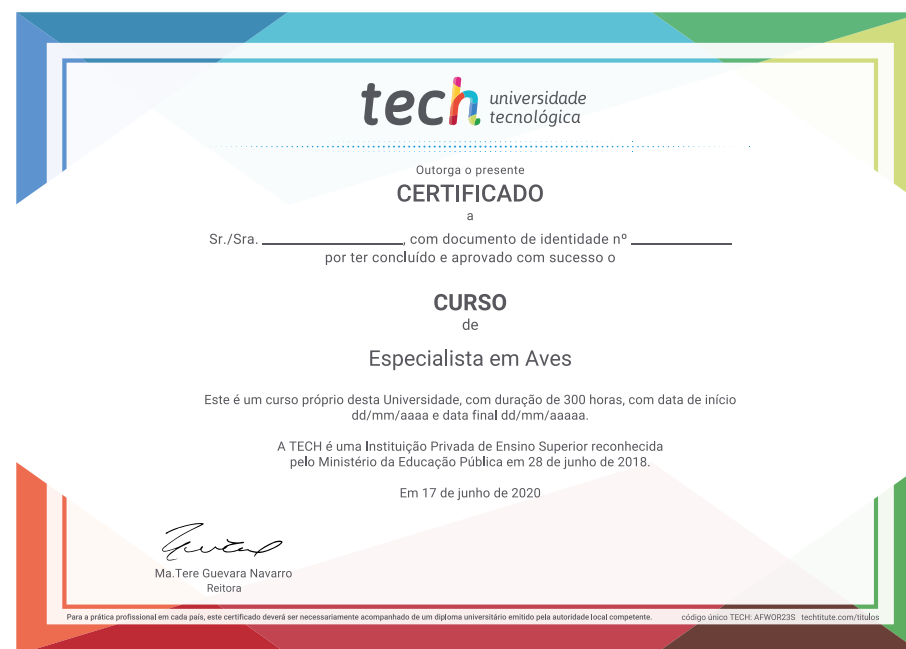 tech universidade
tecnológica
Outorga o presente
CERTIFICADO
a
Sr./Sra. ____________________, com documento de identidade nº ______________
por ter concluído e aprovado com sucesso o
CURSO
de
Especialista em Aves
Este é um curso próprio desta Universidade, com duração de 300 horas, com data de início
dd/mm/aaaa e data final dd/mm/aaaaa.
A TECH é uma Instituição Privada de Ensino Superior reconhecida
pelo Ministério da Educação Pública em 28 de junho de 2018.
Em 17 de junho de 2020
Ma.Tere Guevara Navarro
Reitora
Para a prática profissional em cada país, este certificado deverá ser necessariamente acompanhado de um diploma universitário emitido pela autoridade local competente. código único TECH: AFWOR23S techtitute.com/titulos